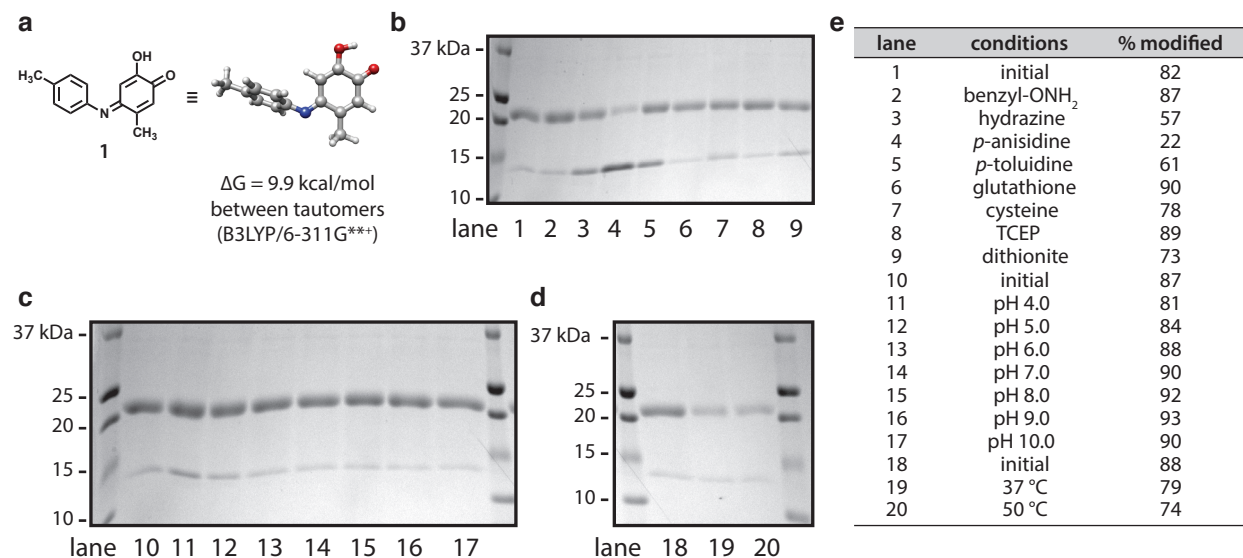 a
OH
H₃C
O
N
CH₃
1
≡
ΔG = 9.9 kcal/mol
between tautomers
(B3LYP/6-311G**⁺)
b
37 kDa
25
20
15
10
lane 1 2 3 4 5 6 7 8 9
c
37 kDa
25
20
15
10
lane 10 11 12 13 14 15 16 17
d
37 kDa
25
20
15
10
lane 18 19 20
e
lane conditions % modified
1 initial 82
2 benzyl-ONH₂ 87
3 hydrazine 57
4 p-anisidine 22
5 p-toluidine 61
6 glutathione 90
7 cysteine 78
8 TCEP 89
9 dithionite 73
10 initial 87
11 pH 4.0 81
12 pH 5.0 84
13 pH 6.0 88
14 pH 7.0 90
15 pH 8.0 92
16 pH 9.0 93
17 pH 10.0 90
18 initial 88
19 37 °C 79
20 50 °C 74